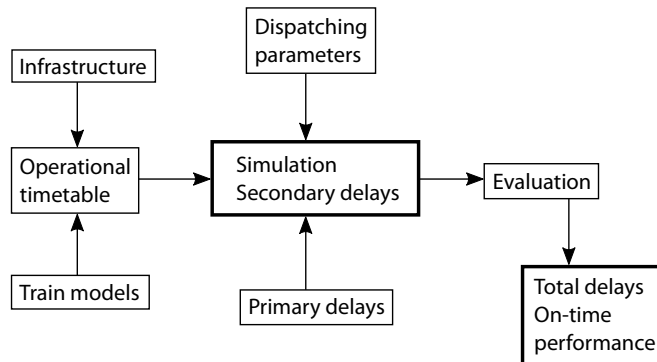 Dispatching
parameters
Infrastructure
Operational
timetable
Simulation
Secondary delays
Evaluation
Train models
Primary delays
Total delays
On-time
performance